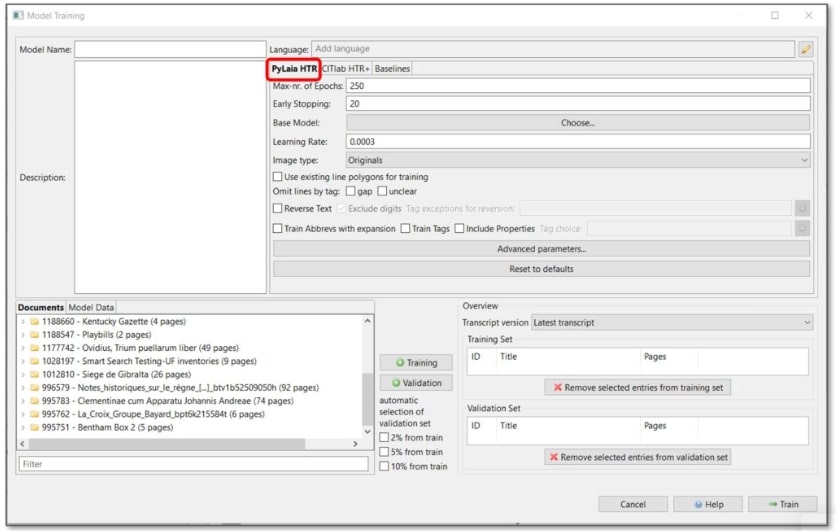 Model Training
Model Name:
Language: Add language
PyLaia HTR CITlab HTR+ Baselines
Max-nr. of Epochs: 250
Early Stopping: 20
Base Model: Choose...
Learning Rate: 0.0003
Image type: Originals
Description:
Use existing line polygons for training
Omit lines by tag: gap unclear
Reverse Text Exclude digits Tag exceptions for reversion:
Train Abbrevs with expansion Train Tags Include Properties Tag choice:
Advanced parameters...
Reset to defaults
Documents Model Data
1188660 - Kentucky Gazette (4 pages)
1188547 - Playbills (2 pages)
1177742 - Ovidius, Trium puellarum liber (49 pages)
1028197 - Smart Search Testing-UF inventories (9 pages)
1012810 - Siege de Gibralta (26 pages)
996579 - Notes_historiques_sur_le_règne_[...]_btv1b52509050h (92 pages)
995783 - Clementinae cum Apparatu Johannis Andreae (74 pages)
995762 - La_Croix_Groupe_Bayard_bpt6k215584t (6 pages)
995751 - Bentham Box 2 (5 pages)
Filter
Training
Validation
automatic
selection of
validation set
2% from train
5% from train
10% from train
Overview
Transcript version Latest transcript
Training Set
ID Title Pages
Remove selected entries from training set
Validation Set
ID Title Pages
Remove selected entries from validation set
Cancel Help Train